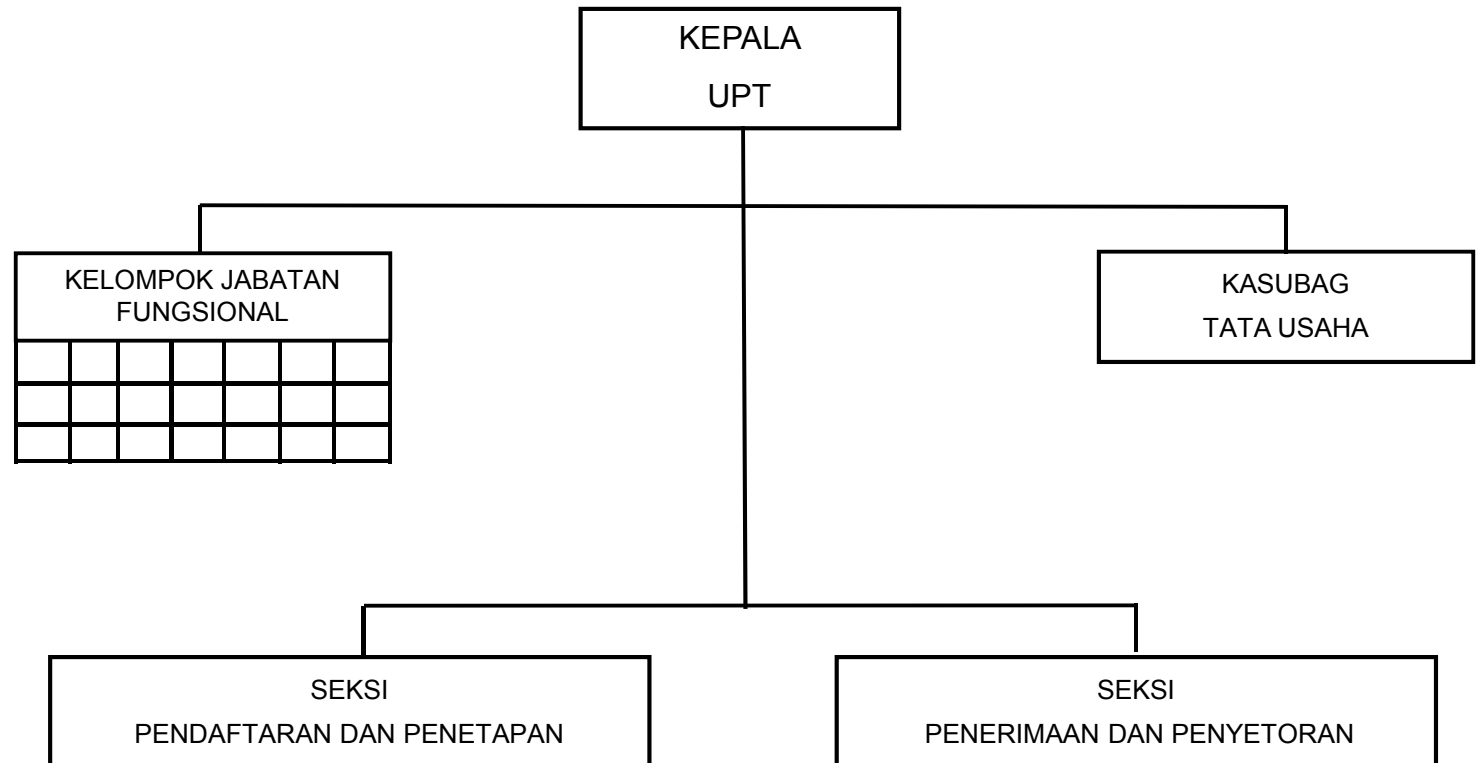 KEPALA
UPT
KELOMPOK JABATAN
FUNGSIONAL
KASUBAG
TATA USAHA
SEKSI
PENDAFTARAN DAN PENETAPAN
SEKSI
PENERIMAAN DAN PENYETORAN